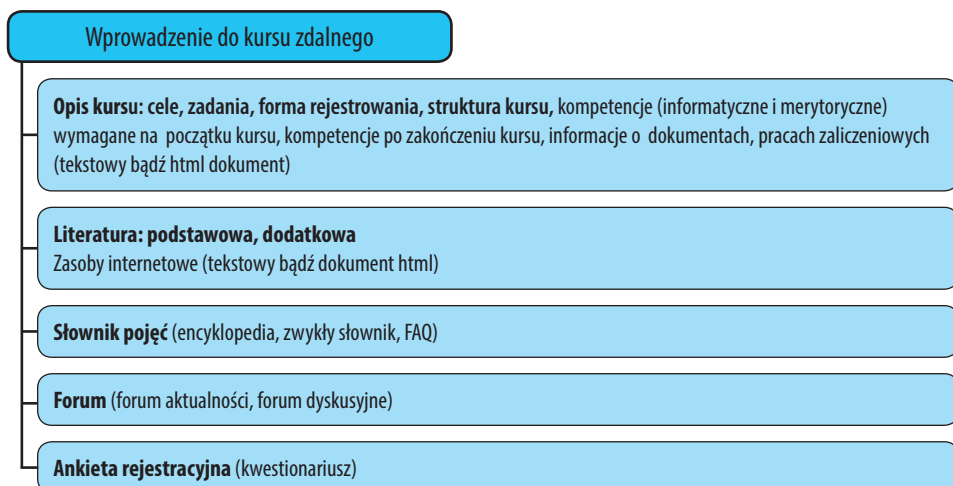 Wprowadzenie do kursu zdalnego
Opis kursu: cele, zadania, forma rejestrowania, struktura kursu, kompetencje (informatyczne i merytoryczne)
wymagane na początku kursu, kompetencje po zakończeniu kursu, informacje o dokumentach, pracach zaliczeniowych
(tekstowy bądź html dokument)
Literatura: podstawowa, dodatkowa
Zasoby internetowe (tekstowy bądź dokument html)
Słownik pojęć (encyklopedia, zwykły słownik, FAQ)
Forum (forum aktualności, forum dyskusyjne)
Ankieta rejestracyjna (kwestionariusz)